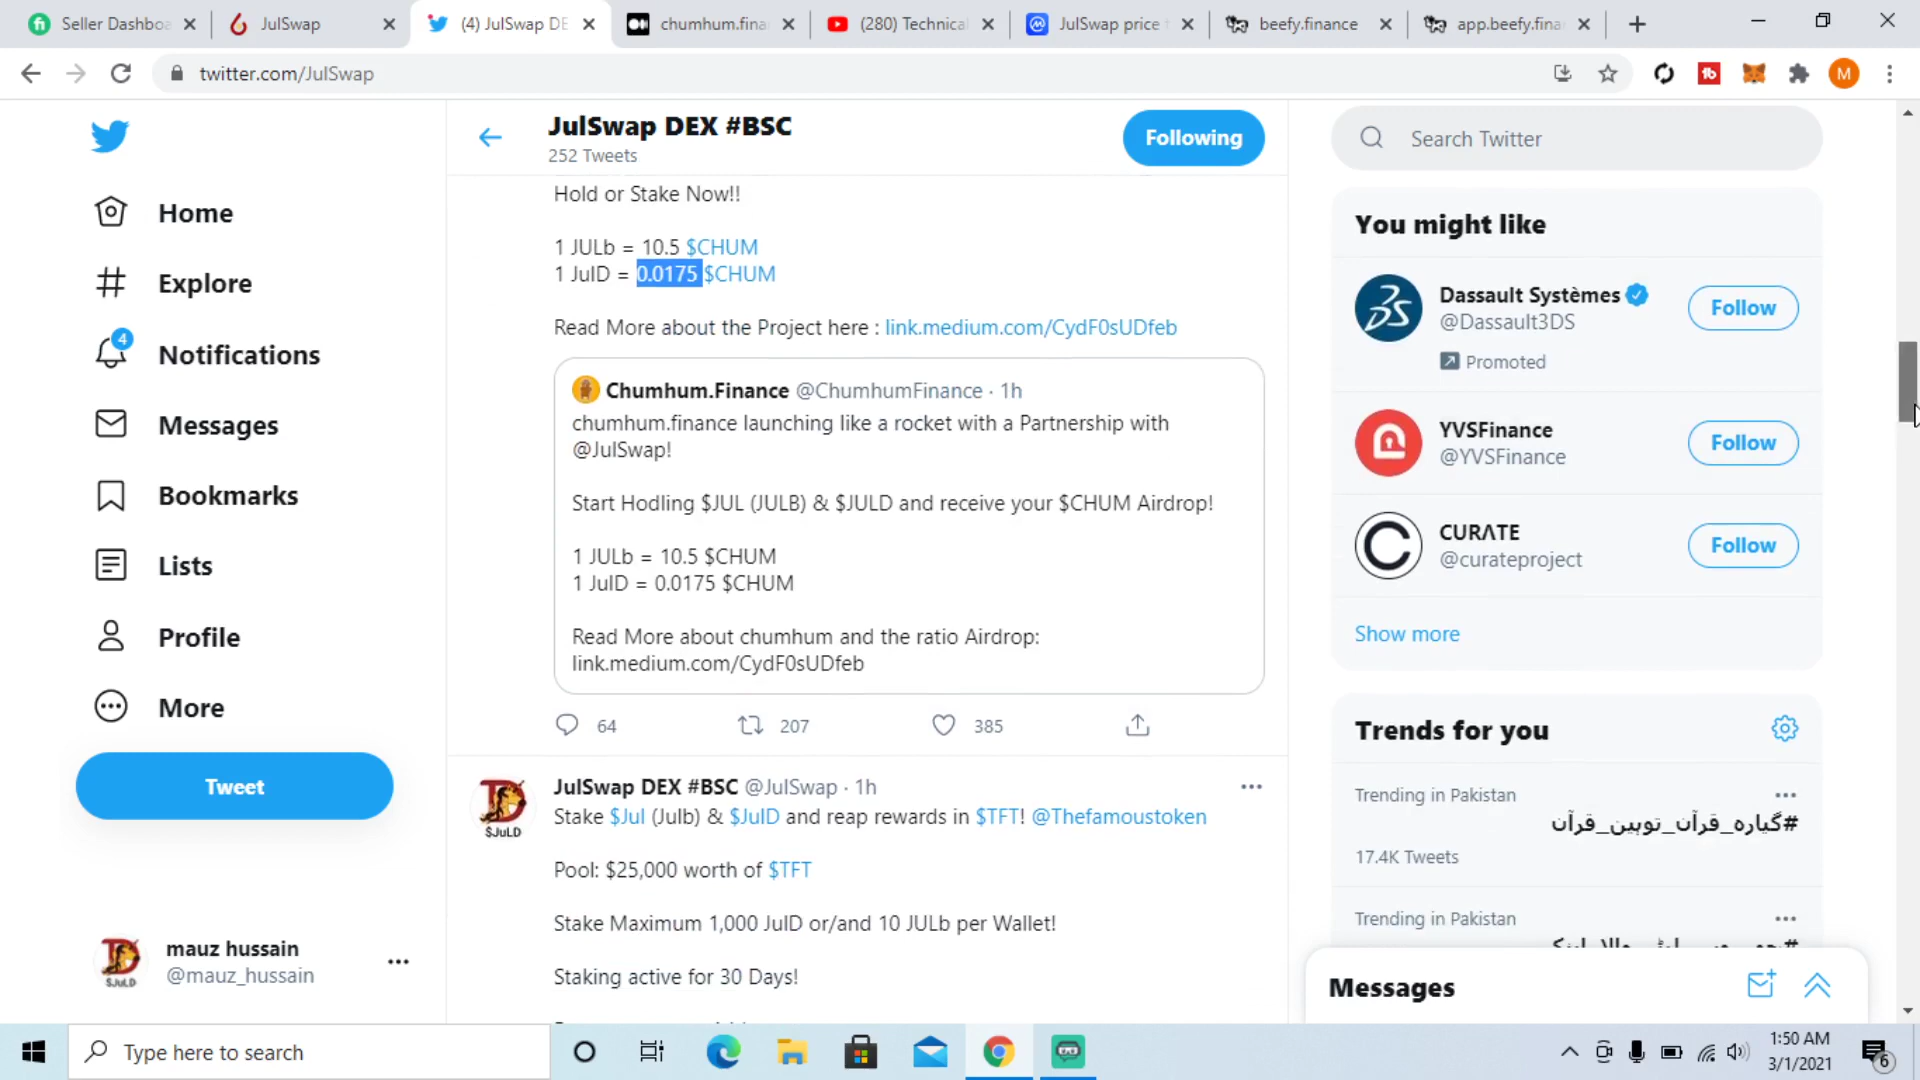 Seller Dashboa
JulSwap
(4) JulSwap DE
chumhum.fina
(280) Technical
JulSwap price t
beefy.finance
app.beefy.fina
twitter.com/JulSwap
M
JulSwap DEX #BSC
252 Tweets
Following
Search Twitter
Home
Explore
4
Notifications
Messages
Bookmarks
Lists
Profile
More
Tweet
mauz hussain
@mauz_hussain
$JuLD
Hold or Stake Now!!
1 JULb = 10.5 $CHUM
1 JulD = 0.0175 $CHUM
Read More about the Project here : link.medium.com/CydF0sUDfeb
Chumhum.Finance @ChumhumFinance · 1h
chumhum.finance launching like a rocket with a Partnership with
@JulSwap!
Start Hodling $JUL (JULB) & $JULD and receive your $CHUM Airdrop!
1 JULb = 10.5 $CHUM
1 JulD = 0.0175 $CHUM
Read More about chumhum and the ratio Airdrop:
link.medium.com/CydF0sUDfeb
64
207
385
JulSwap DEX #BSC @JulSwap · 1h
$JuLD
Stake $Jul (Julb) & $JulD and reap rewards in $TFT! @Thefamoustoken
Pool: $25,000 worth of $TFT
Stake Maximum 1,000 JulD or/and 10 JULb per Wallet!
Staking active for 30 Days!
You might like
Dassault Systèmes
@Dassault3DS
Promoted
Follow
YVSFinance
@YVSFinance
Follow
CURΛTE
@curateproject
Follow
Show more
Trends for you
Trending in Pakistan
#گیارہ_قرآن_توہین_قرآن
17.4K Tweets
Trending in Pakistan
Messages
Type here to search
1:50 AM
3/1/2021
6